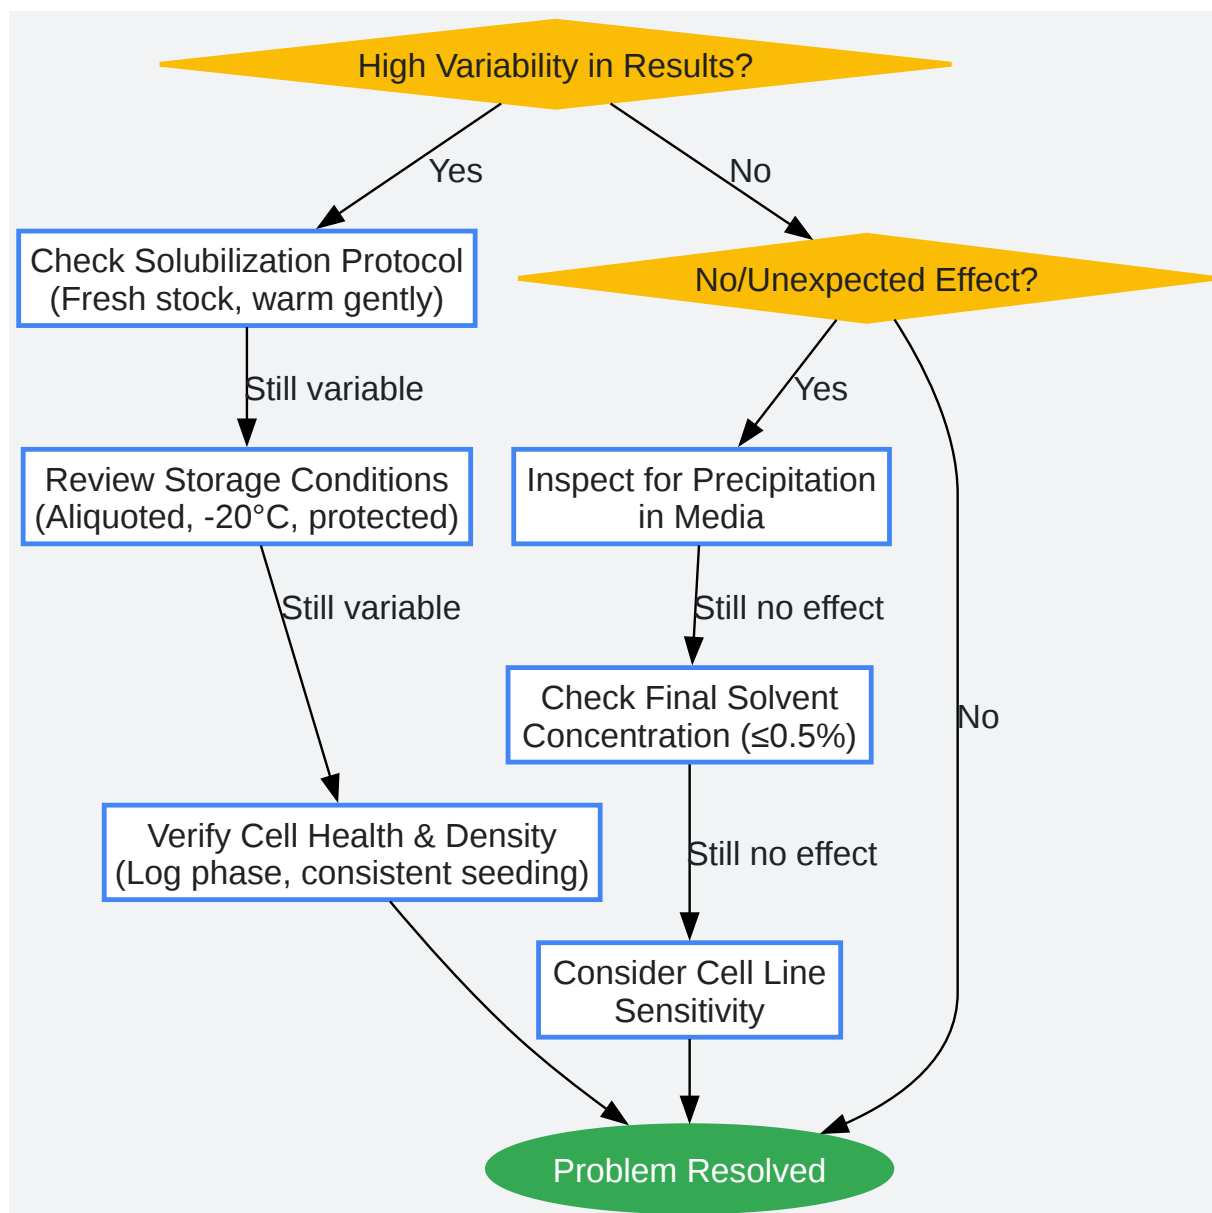 High Variability in Results?
Yes
No
Check Solubilization Protocol
(Fresh stock, warm gently)
No/Unexpected Effect?
Still variable
Yes
Review Storage Conditions
(Aliquoted, -20°C, protected)
Inspect for Precipitation
in Media
Still variable
Still no effect
Check Final Solvent
Concentration (≤0.5%)
No
Verify Cell Health & Density
(Log phase, consistent seeding)
Still no effect
Consider Cell Line
Sensitivity
Problem Resolved